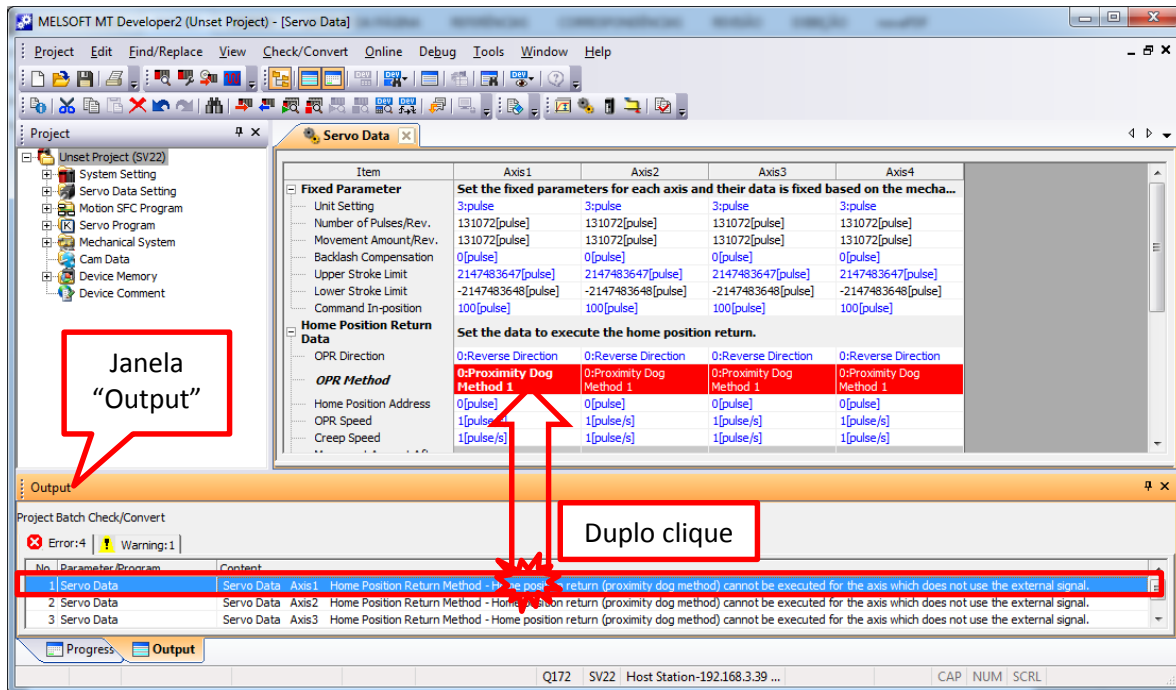 MELSOFT MT Developer2 (Unset Project) - [Servo Data]
Project Edit Find/Replace View Check/Convert Online Debug Tools Window Help
Project
Unset Project (SV22)
System Setting
Servo Data Setting
Motion SFC Program
Servo Program
Mechanical System
Cam Data
Device Memory
Device Comment
Servo Data
Item Axis1 Axis2 Axis3 Axis4
Fixed Parameter Set the fixed parameters for each axis and their data is fixed based on the mecha...
Unit Setting 3:pulse 3:pulse 3:pulse 3:pulse
Number of Pulses/Rev. 131072[pulse] 131072[pulse] 131072[pulse] 131072[pulse]
Movement Amount/Rev. 131072[pulse] 131072[pulse] 131072[pulse] 131072[pulse]
Backlash Compensation 0[pulse] 0[pulse] 0[pulse] 0[pulse]
Upper Stroke Limit 2147483647[pulse] 2147483647[pulse] 2147483647[pulse] 2147483647[pulse]
Lower Stroke Limit -2147483648[pulse] -2147483648[pulse] -2147483648[pulse] -2147483648[pulse]
Command In-position 100[pulse] 100[pulse] 100[pulse] 100[pulse]
Home Position Return
Data
Set the data to execute the home position return.
OPR Direction 0:Reverse Direction 0:Reverse Direction 0:Reverse Direction 0:Reverse Direction
OPR Method 0:Proximity Dog Method 1 0:Proximity Dog Method 1 0:Proximity Dog Method 1 0:Proximity Dog Method 1
Home Position Address 0[pulse] 0[pulse] 0[pulse] 0[pulse]
OPR Speed 1[pulse/s] 1[pulse/s] 1[pulse/s] 1[pulse/s]
Creep Speed 1[pulse/s] 1[pulse/s] 1[pulse/s] 1[pulse/s]
Janela
“Output”
Output
Project Batch Check/Convert
Duplo clique
Error:4 Warning:1
No. Parameter/Program Content
1 Servo Data Servo Data Axis1 Home Position Return Method - Home position return (proximity dog method) cannot be executed for the axis which does not use the external signal.
2 Servo Data Servo Data Axis2 Home Position Return Method - Home position return (proximity dog method) cannot be executed for the axis which does not use the external signal.
3 Servo Data Servo Data Axis3 Home Position Return Method - Home position return (proximity dog method) cannot be executed for the axis which does not use the external signal.
Progress Output
Q172 SV22 Host Station-192.168.3.39 ... CAP NUM SCRL